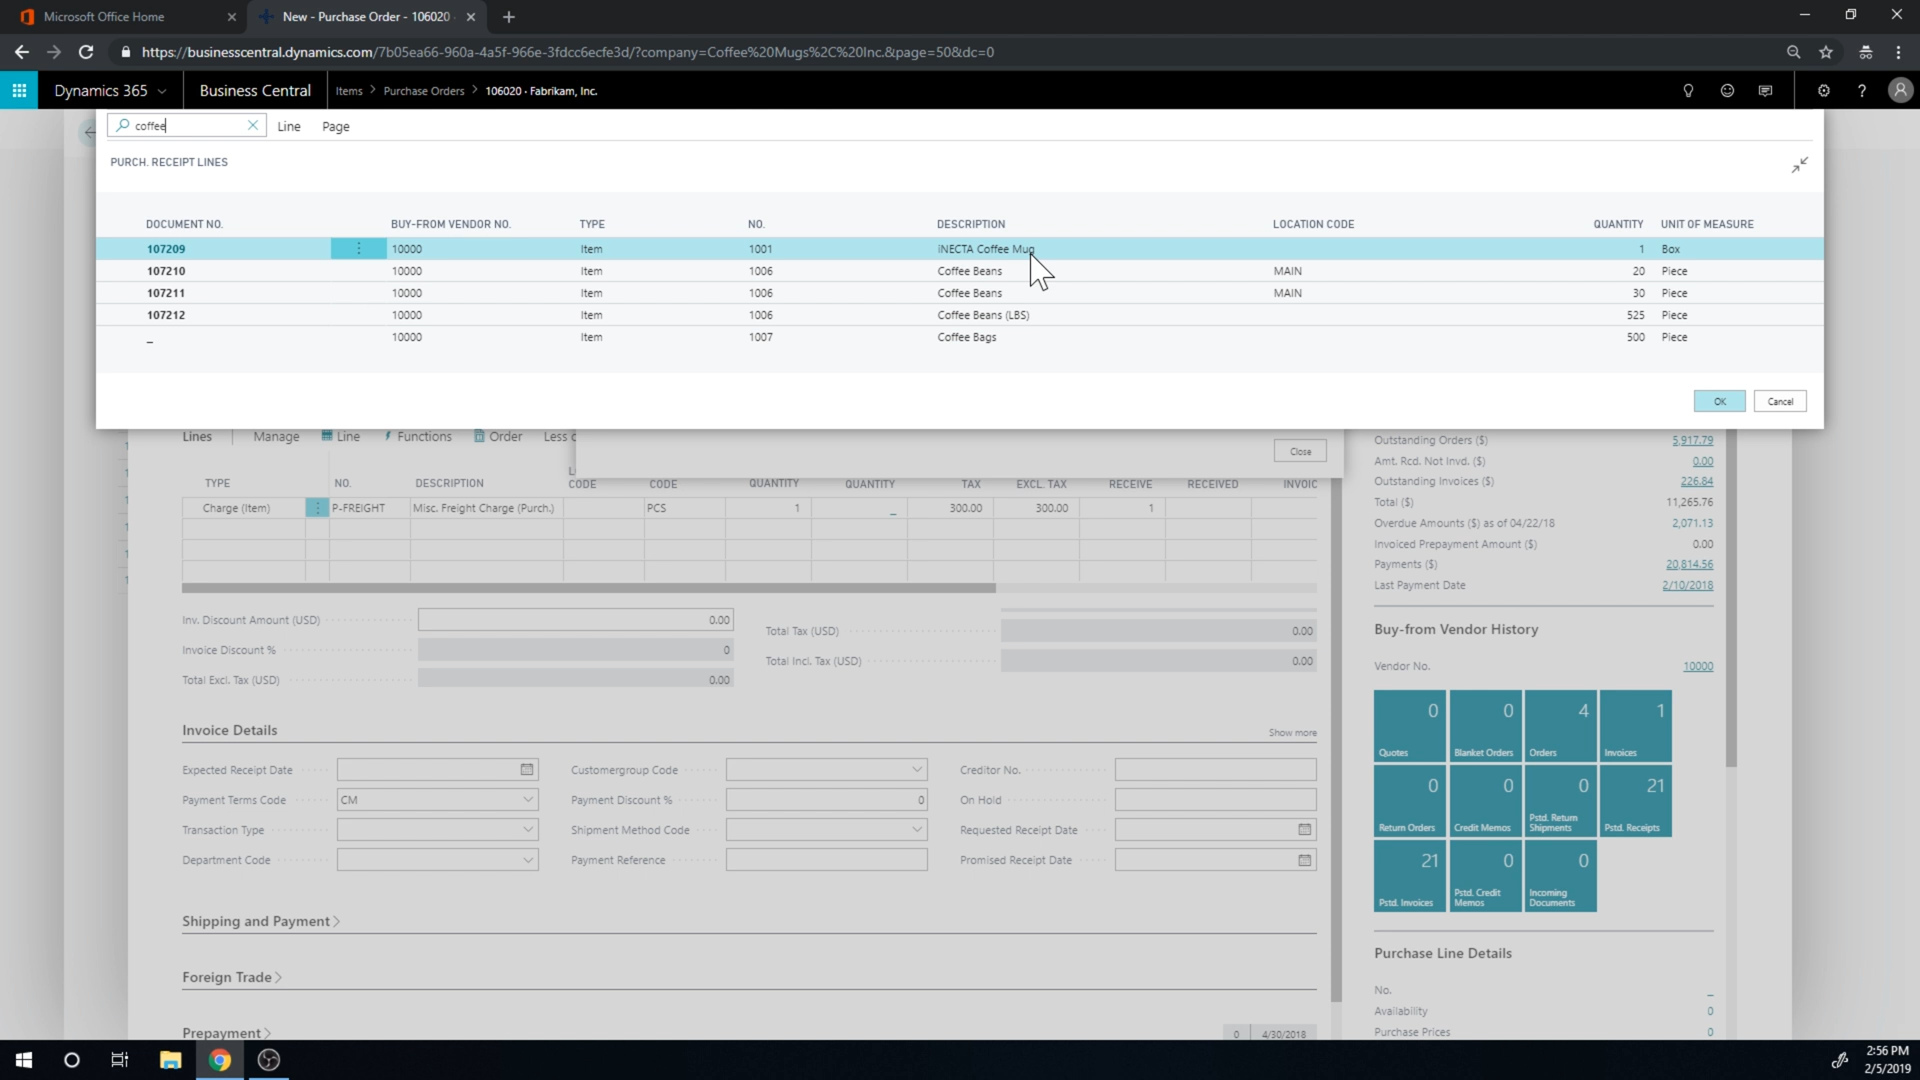 Microsoft Office Home
New - Purchase Order - 106020
https://businesscentral.dynamics.com/7b05ea66-960a-4a5f-966e-3fdcc6ecfe3d/?company=Coffee%20Mugs%2C%20Inc.&page=50&dc=0
Dynamics 365 Business Central Items > Purchase Orders > 106020 · Fabrikam, Inc.
coffee Line Page
PURCH. RECEIPT LINES
DOCUMENT NO. BUY-FROM VENDOR NO. TYPE NO. DESCRIPTION LOCATION CODE QUANTITY UNIT OF MEASURE
107209 10000 Item 1001 iNECTA Coffee Mug 1 Box
107210 10000 Item 1006 Coffee Beans MAIN 20 Piece
107211 10000 Item 1006 Coffee Beans MAIN 30 Piece
107212 10000 Item 1006 Coffee Beans (LBS) 525 Piece
_ 10000 Item 1007 Coffee Bags 500 Piece
OK Cancel
Lines Manage Line Functions Order Less
Close
TYPE NO. DESCRIPTION CODE CODE QUANTITY QUANTITY TAX EXCL. TAX RECEIVE RECEIVED INVOIC
Charge (Item) P-FREIGHT Misc. Freight Charge (Purch.) PCS 1 _ 300.00 300.00 1
Inv. Discount Amount (USD) 0.00
Invoice Discount % 0
Total Excl. Tax (USD) 0.00
Total Tax (USD) 0.00
Total Incl. Tax (USD) 0.00
Invoice Details Show more
Expected Receipt Date Customergroup Code Creditor No.
Payment Terms Code CM Payment Discount % 0 On Hold
Transaction Type Shipment Method Code Requested Receipt Date
Department Code Payment Reference Promised Receipt Date
Shipping and Payment >
Foreign Trade >
Prepayment > 0 4/30/2018
Outstanding Orders ($) 5,917.79
Amt. Rcd. Not Invd. ($) 0.00
Outstanding Invoices ($) 226.84
Total ($) 11,265.76
Overdue Amounts ($) as of 04/22/18 2,071.13
Invoiced Prepayment Amount ($) 0.00
Payments ($) 20,814.56
Last Payment Date 2/10/2018
Buy-from Vendor History
Vendor No. 10000
0 0 4 1
Quotes Blanket Orders Orders Invoices
0 0 0 21
Return Orders Credit Memos Pstd. Return Shipments Pstd. Receipts
21 0 0
Pstd. Invoices Pstd. Credit Memos Incoming Documents
Purchase Line Details
No. _
Availability 0
Purchase Prices 0
2:56 PM
2/5/2019